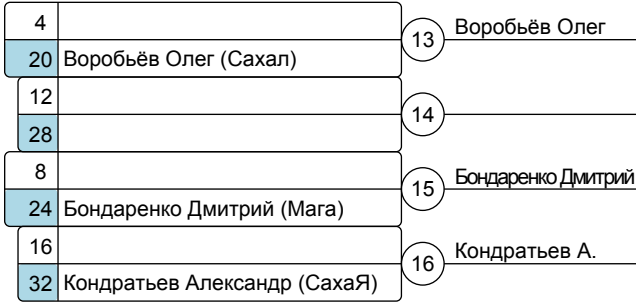 4
13 Воробьёв Олег
20 Воробьёв Олег (Сахал)
12
14
28
8
15 Бондаренко Дмитрий
24 Бондаренко Дмитрий (Мага)
16
16 Кондратьев А.
32 Кондратьев Александр (СахаЯ)